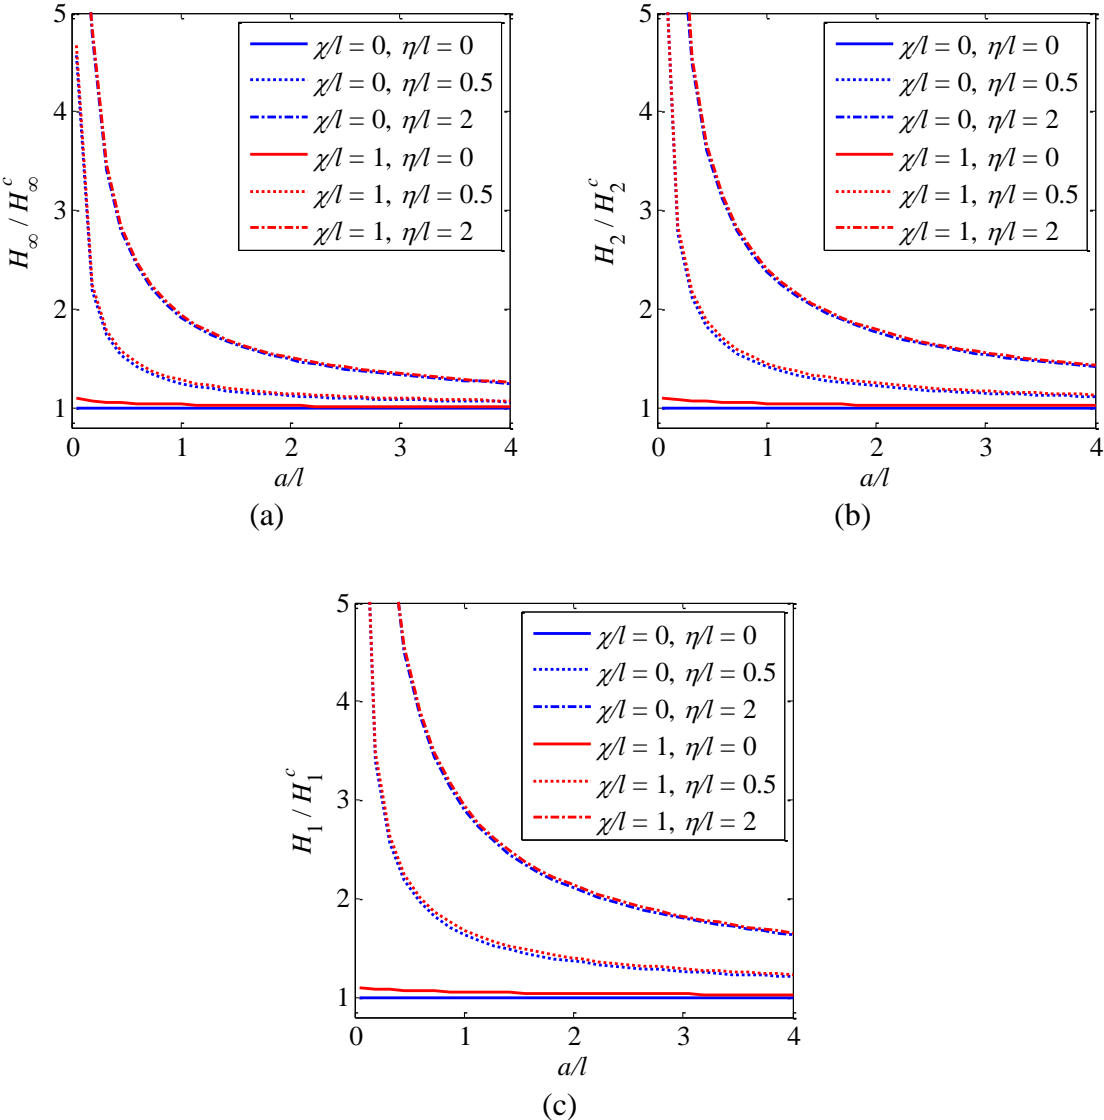 5
4
3
2
1
0 1 2 3 4
H∞ / H∞^c
a/l
χ/l = 0, η/l = 0
χ/l = 0, η/l = 0.5
χ/l = 0, η/l = 2
χ/l = 1, η/l = 0
χ/l = 1, η/l = 0.5
χ/l = 1, η/l = 2
(a)
5
4
3
2
1
0 1 2 3 4
H2 / H2^c
a/l
χ/l = 0, η/l = 0
χ/l = 0, η/l = 0.5
χ/l = 0, η/l = 2
χ/l = 1, η/l = 0
χ/l = 1, η/l = 0.5
χ/l = 1, η/l = 2
(b)
5
4
3
2
1
0 1 2 3 4
H1 / H1^c
a/l
χ/l = 0, η/l = 0
χ/l = 0, η/l = 0.5
χ/l = 0, η/l = 2
χ/l = 1, η/l = 0
χ/l = 1, η/l = 0.5
χ/l = 1, η/l = 2
(c)